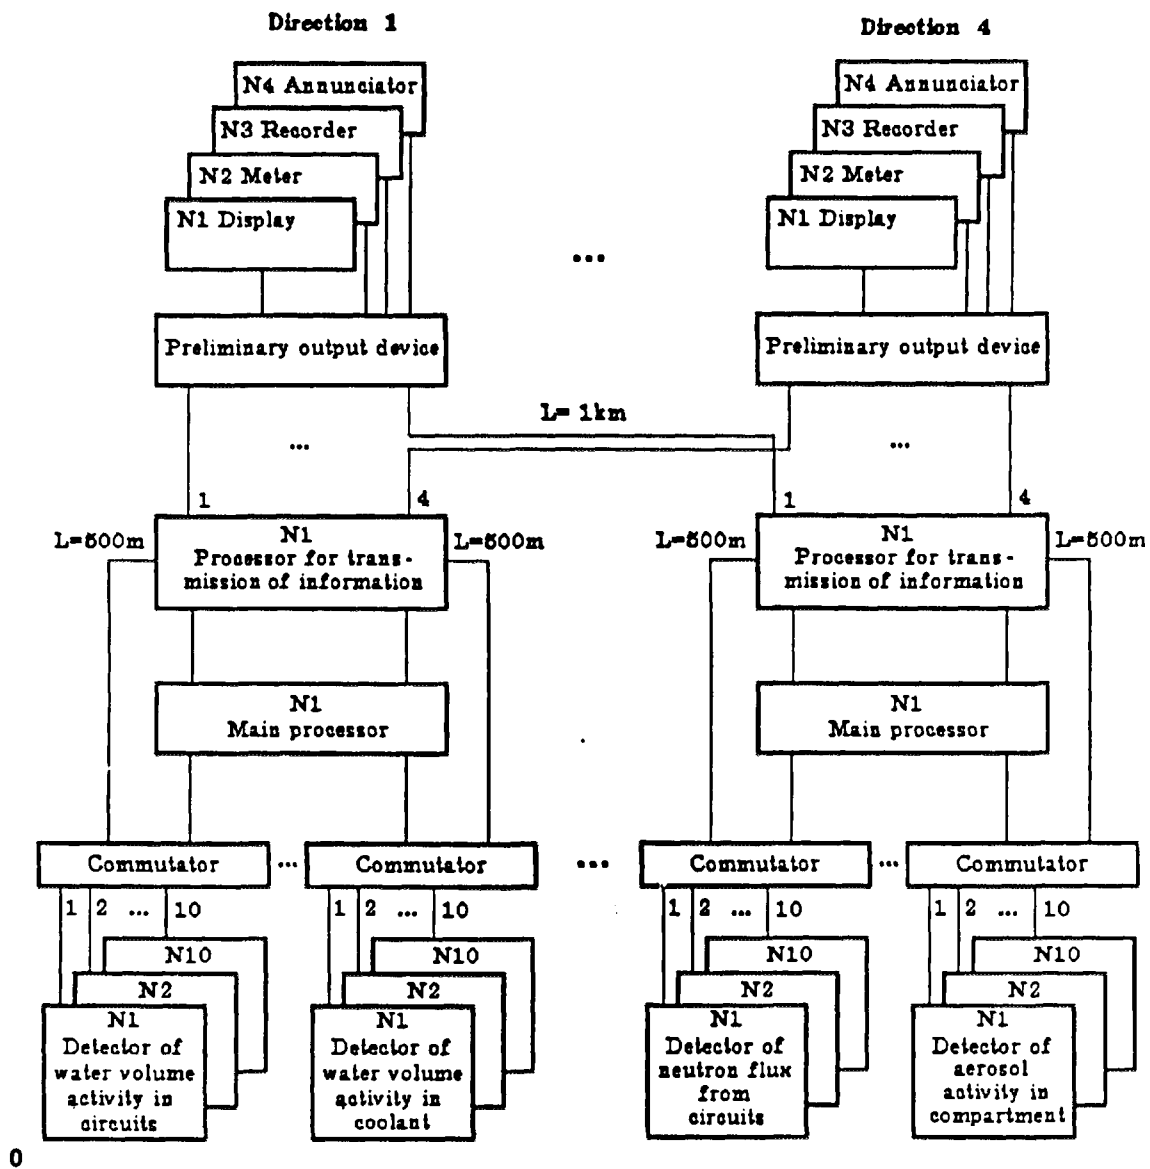 Direction 1
N4 Annunciator
N3 Recorder
N2 Meter
N1 Display
Preliminary output device
...
1
4
L=500m
N1
Processor for trans-
mission of information
L=500m
N1
Main processor
Commutator
...
Commutator
1 2 ... 10
N10
N2
N1
Detector of
water volume
activity in
circuits
1 2 ... 10
N10
N2
N1
Detector of
water volume
activity in
coolant
...
L= 1km
...
Direction 4
N4 Annunciator
N3 Recorder
N2 Meter
N1 Display
Preliminary output device
...
1
4
L=500m
N1
Processor for trans-
mission of information
L=500m
N1
Main processor
Commutator
...
Commutator
1 2 ... 10
N10
N2
N1
Detector of
neutron flux
from
circuits
1 2 ... 10
N10
N2
N1
Detector of
aerosol
activity in
compartment
0